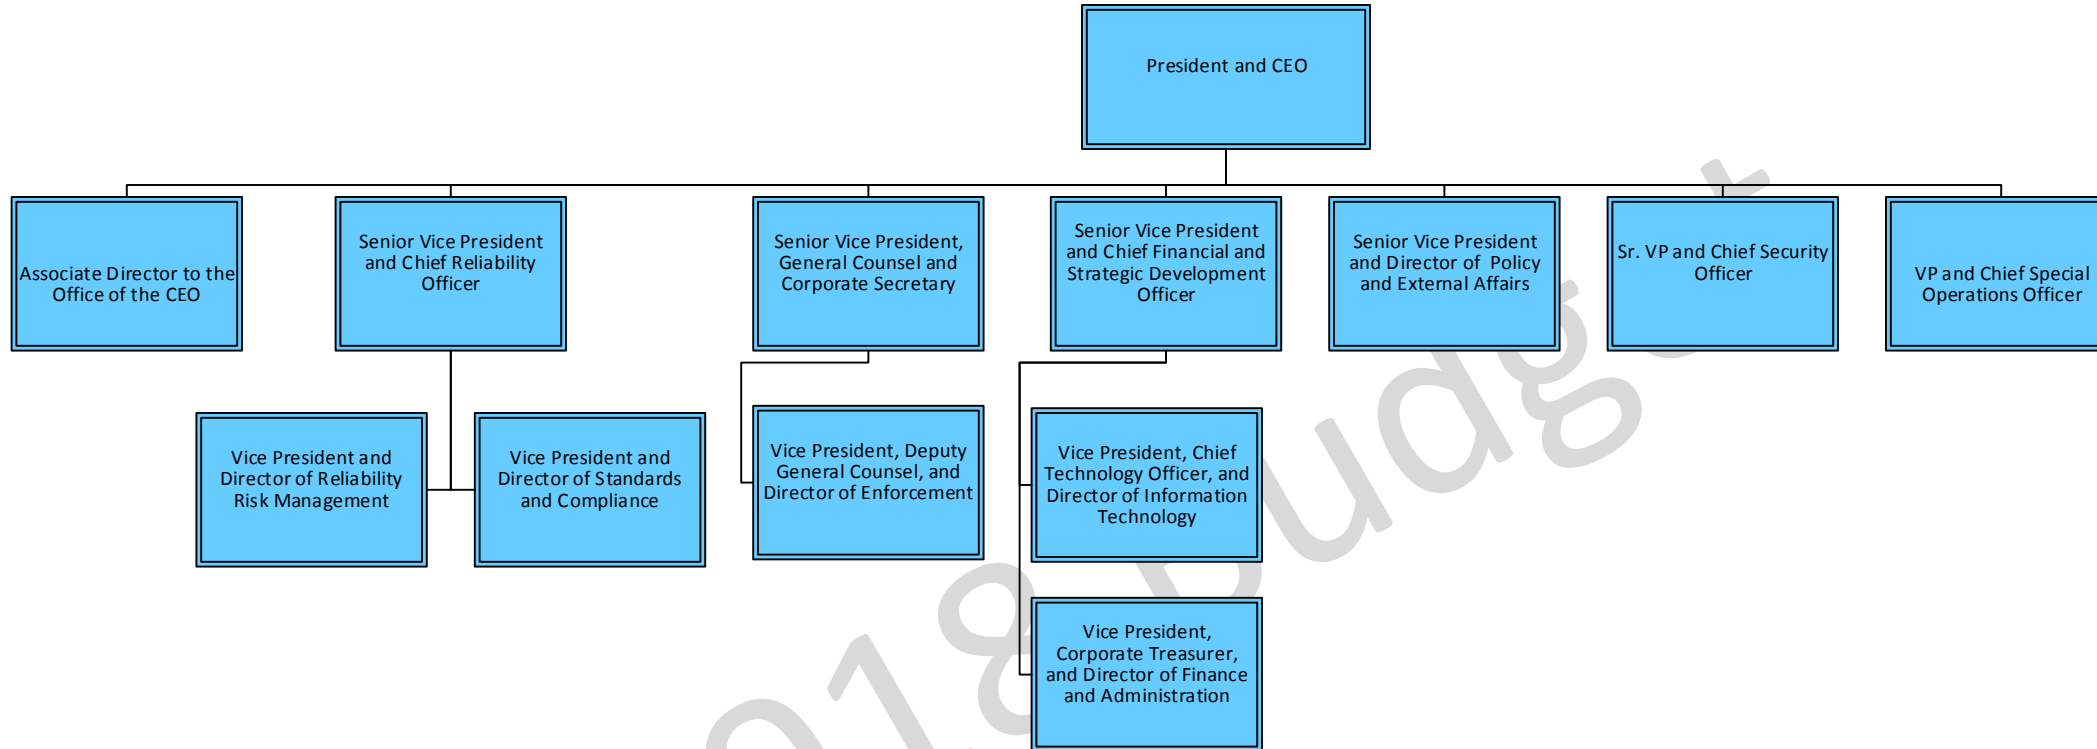 President and CEO
Associate Director to the
Office of the CEO
Senior Vice President
and Chief Reliability
Officer
Senior Vice President,
General Counsel and
Corporate Secretary
Senior Vice President
and Chief Financial and
Strategic Development
Officer
Senior Vice President
and Director of Policy
and External Affairs
Sr. VP and Chief Security
Officer
VP and Chief Special
Operations Officer
Vice President and
Director of Reliability
Risk Management
Vice President and
Director of Standards
and Compliance
Vice President, Deputy
General Counsel, and
Director of Enforcement
Vice President, Chief
Technology Officer, and
Director of Information
Technology
Vice President,
Corporate Treasurer,
and Director of Finance
and Administration
018 Budget